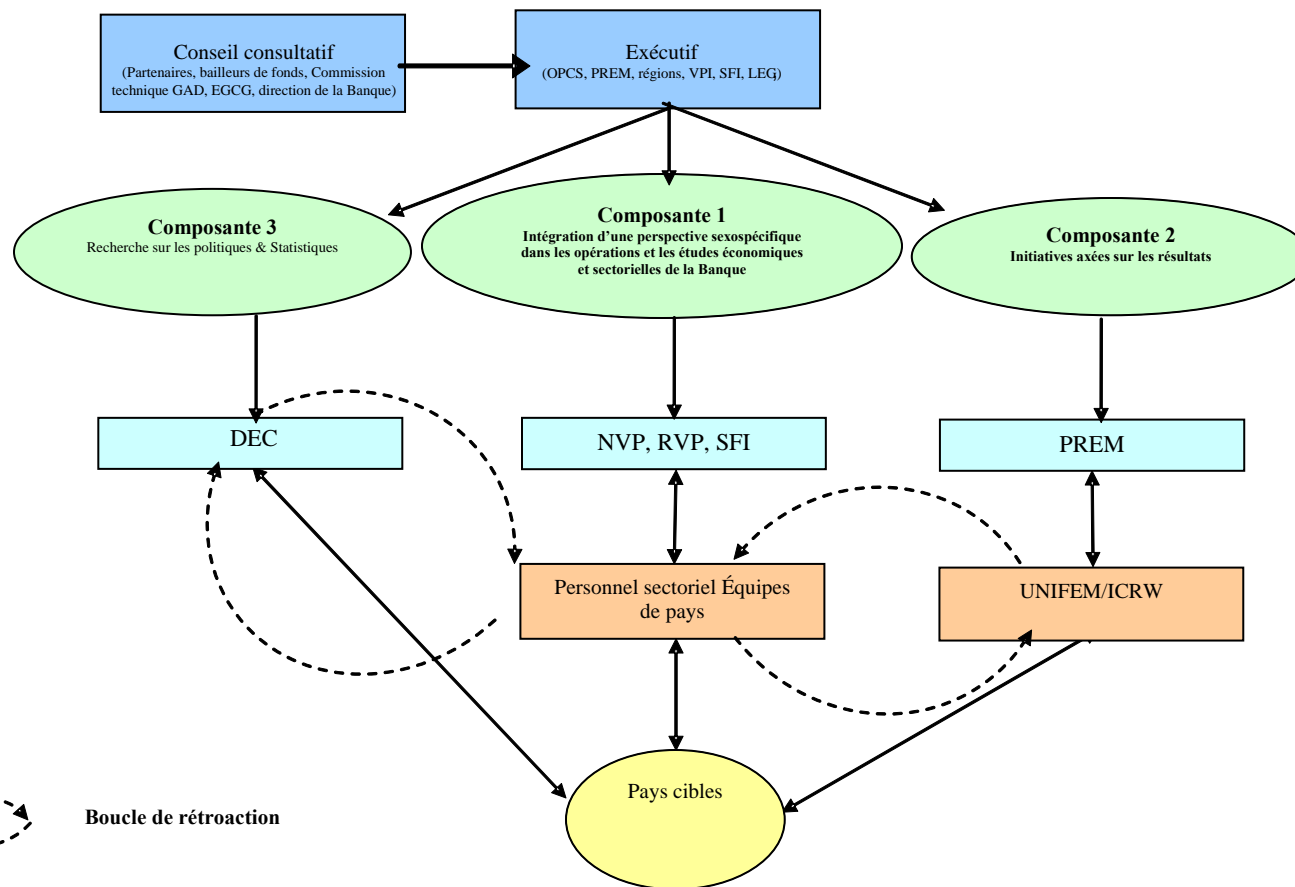 Conseil consultatif
(Partenaires, bailleurs de fonds, Commission
technique GAD, EGCG, direction de la Banque)
Exécutif
(OPCS, PREM, régions, VPI, SFI, LEG)
Composante 3
Recherche sur les politiques & Statistiques
Composante 1
Intégration d'une perspective sexospécifique
dans les opérations et les études économiques
et sectorielles de la Banque
Composante 2
Initiatives axées sur les résultats
DEC
NVP, RVP, SFI
PREM
Personnel sectoriel Équipes
de pays
UNIFEM/ICRW
Pays cibles
Boucle de rétroaction